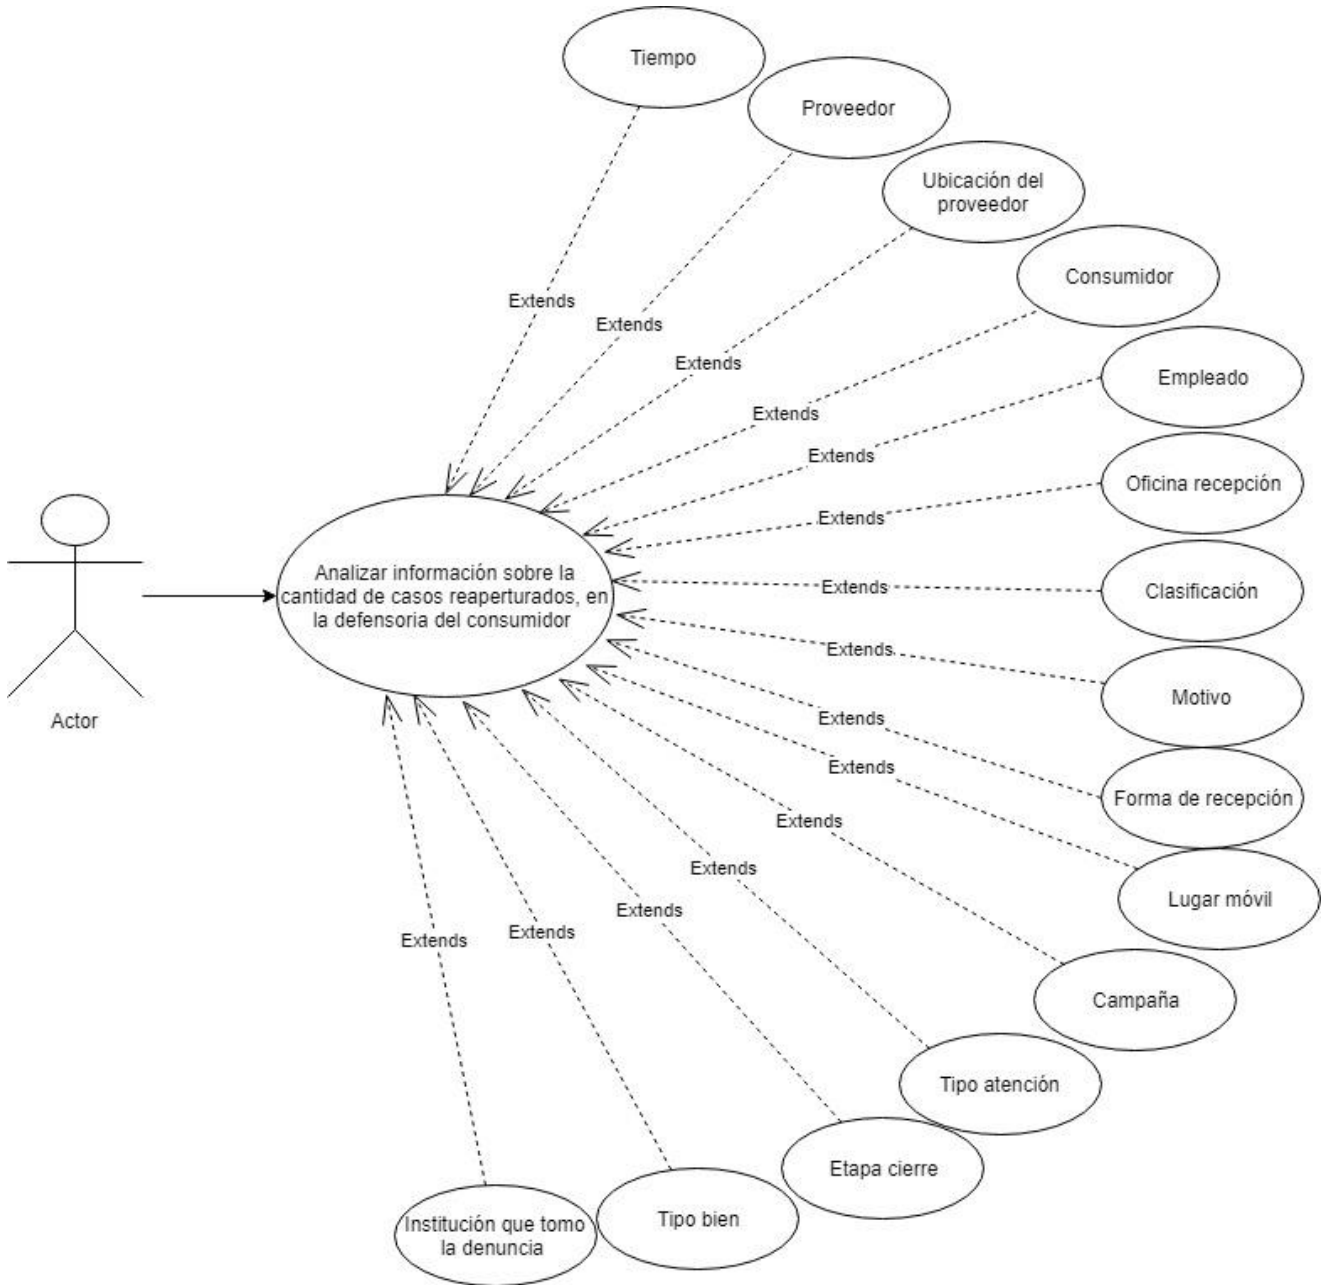 Tiempo
Proveedor
Ubicación del
proveedor
Consumidor
Extends
Extends
Extends
Empleado
Extends
Extends
Oficina recepción
Extends
Analizar información sobre la
cantidad de casos reaperturados, en
la defensoria del consumidor
Extends
Clasificación
Extends
Motivo
Actor
Extends
Extends
Forma de recepción
Extends
Extends
Lugar móvil
Extends
Extends
Extends
Campaña
Tipo atención
Etapa cierre
Tipo bien
Institución que tomo
la denuncia